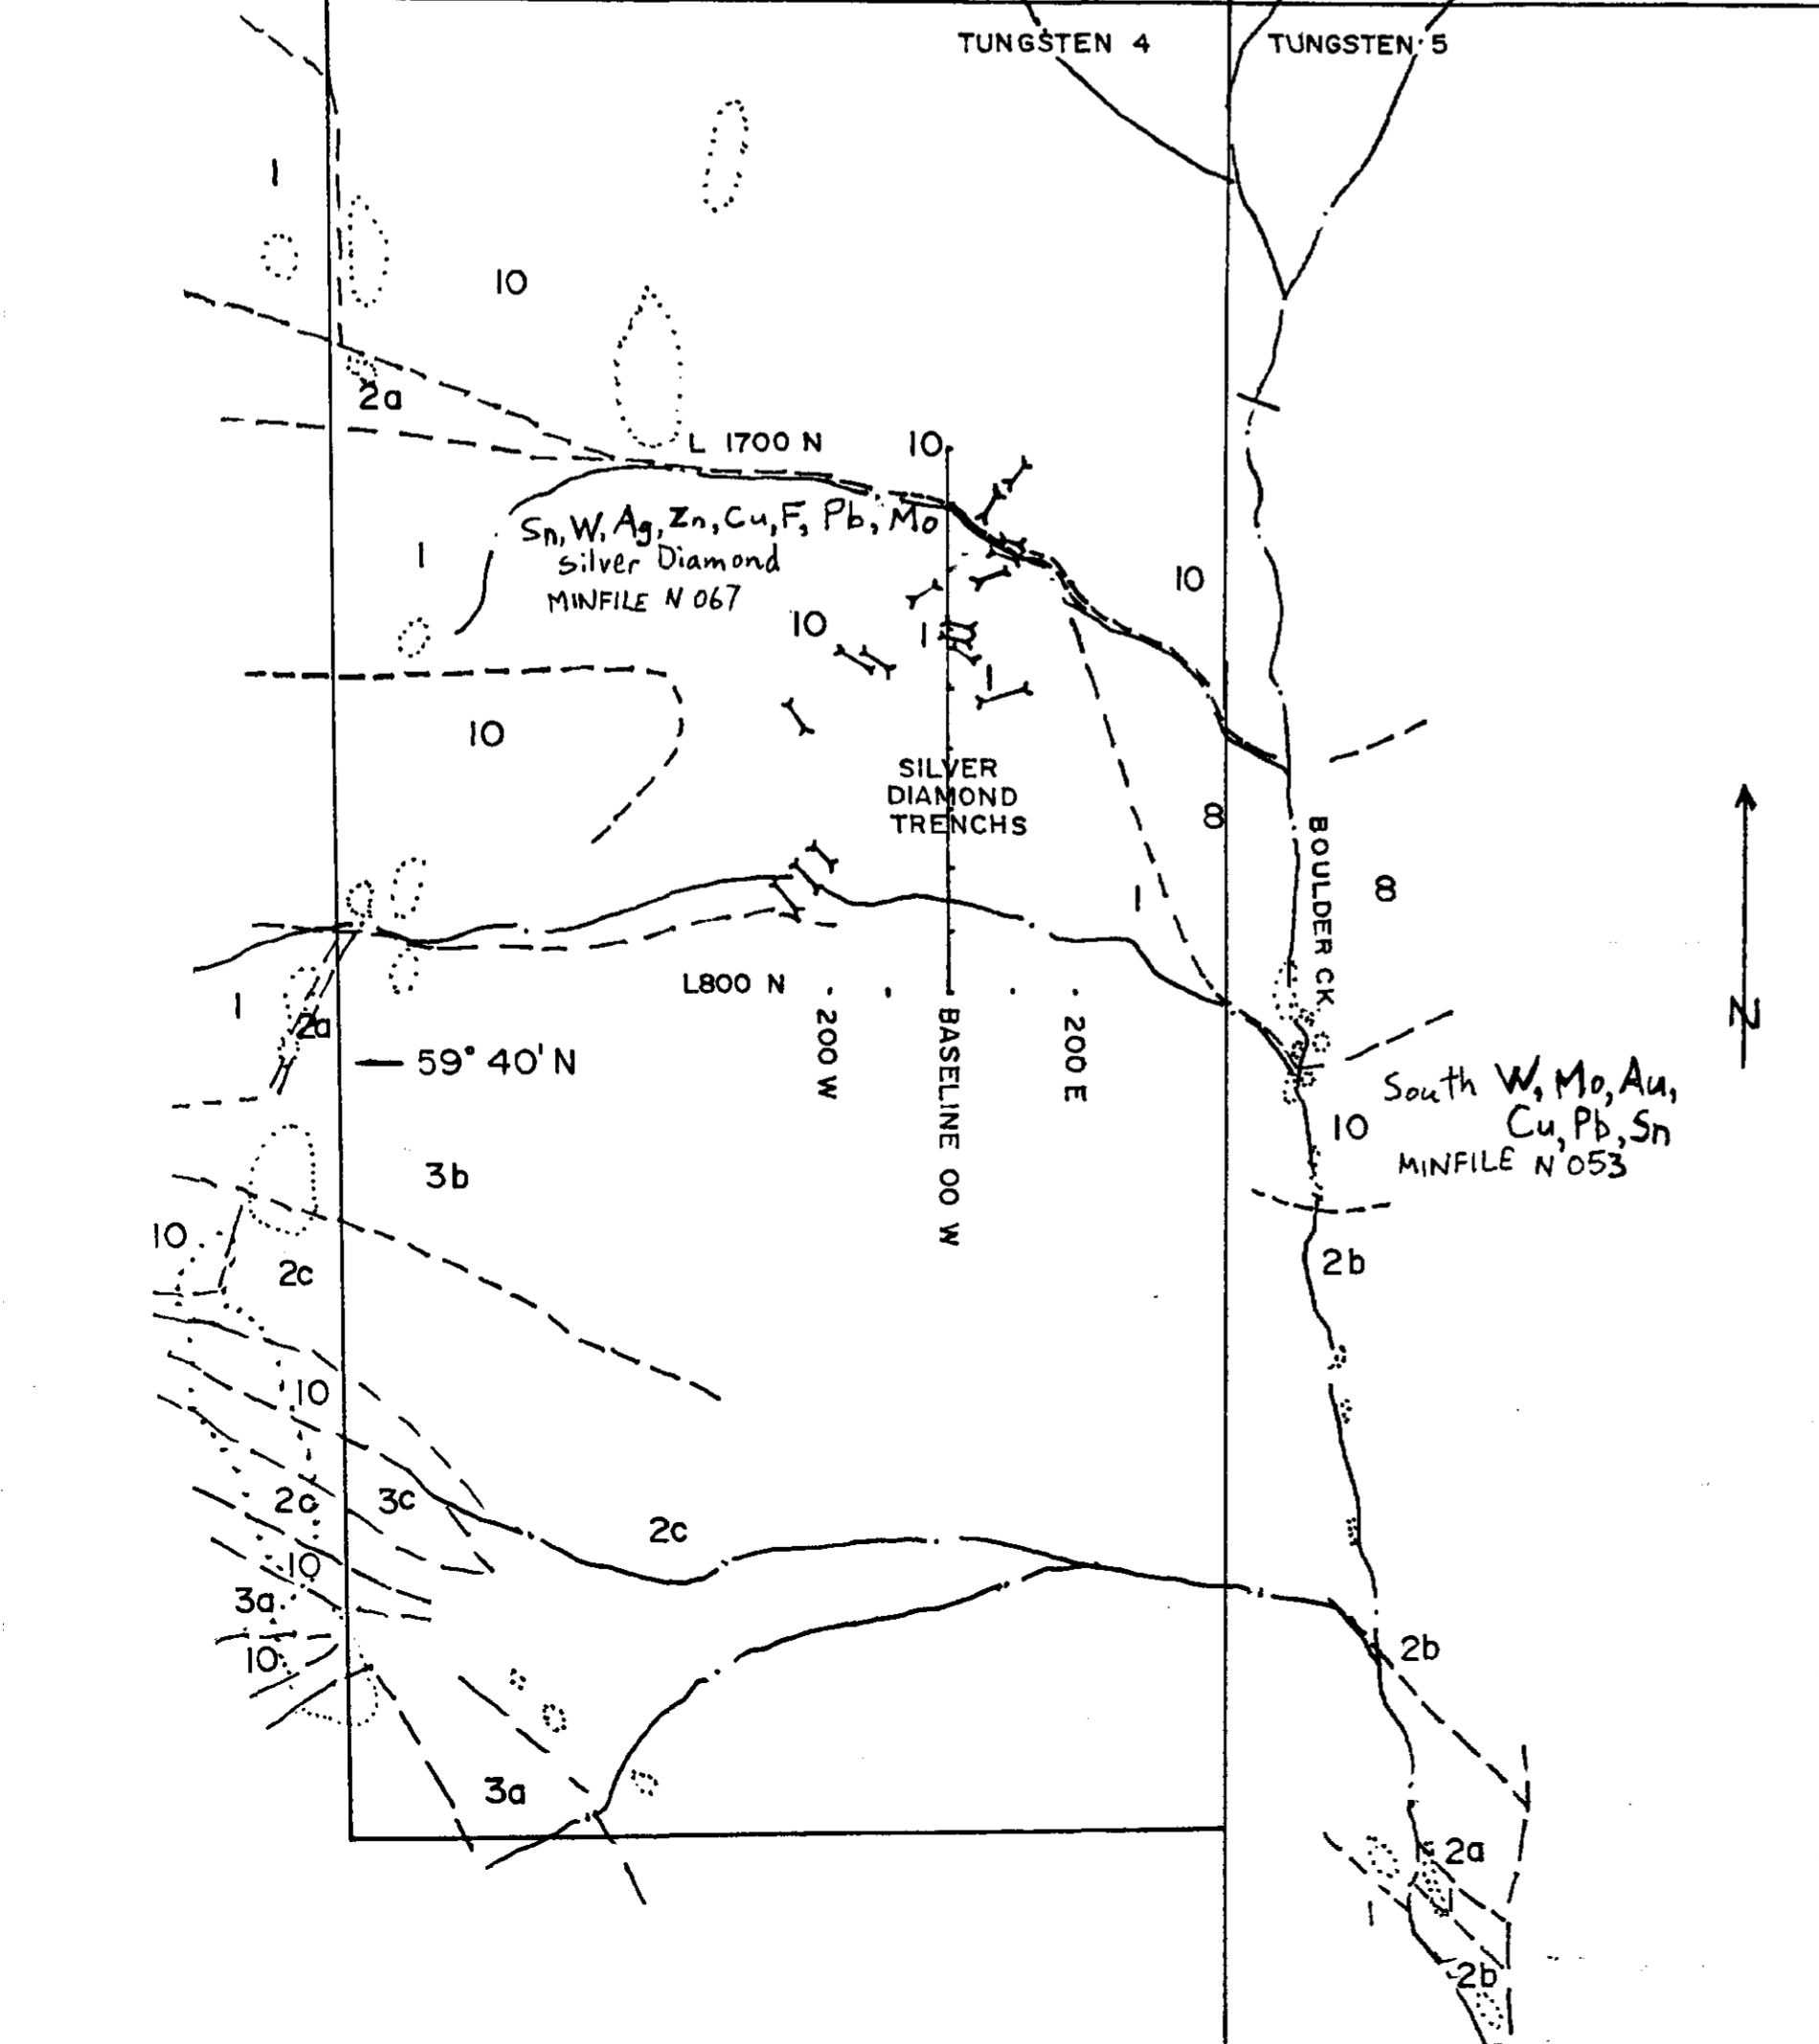 TUNGSTEN 4
TUNGSTEN 5
1
10
2a
L 1700 N
10
Sn, W, Ag, Zn, Cu, F, Pb, Mo
Silver Diamond
MINFILE N 067
1
10
10
1
1
10
SILVER
DIAMOND
TRENCHS
8
8
BOULDER CK
1
L800 N
1
2a
59° 40' N
200 W
BASELINE 00 W
200 E
N
South W, Mo, Au,
Cu, Pb, Sn
MINFILE N 053
10
3b
10
2c
2b
10
2c
3c
2c
10
3a
10
2b
3a
2a
1
2b